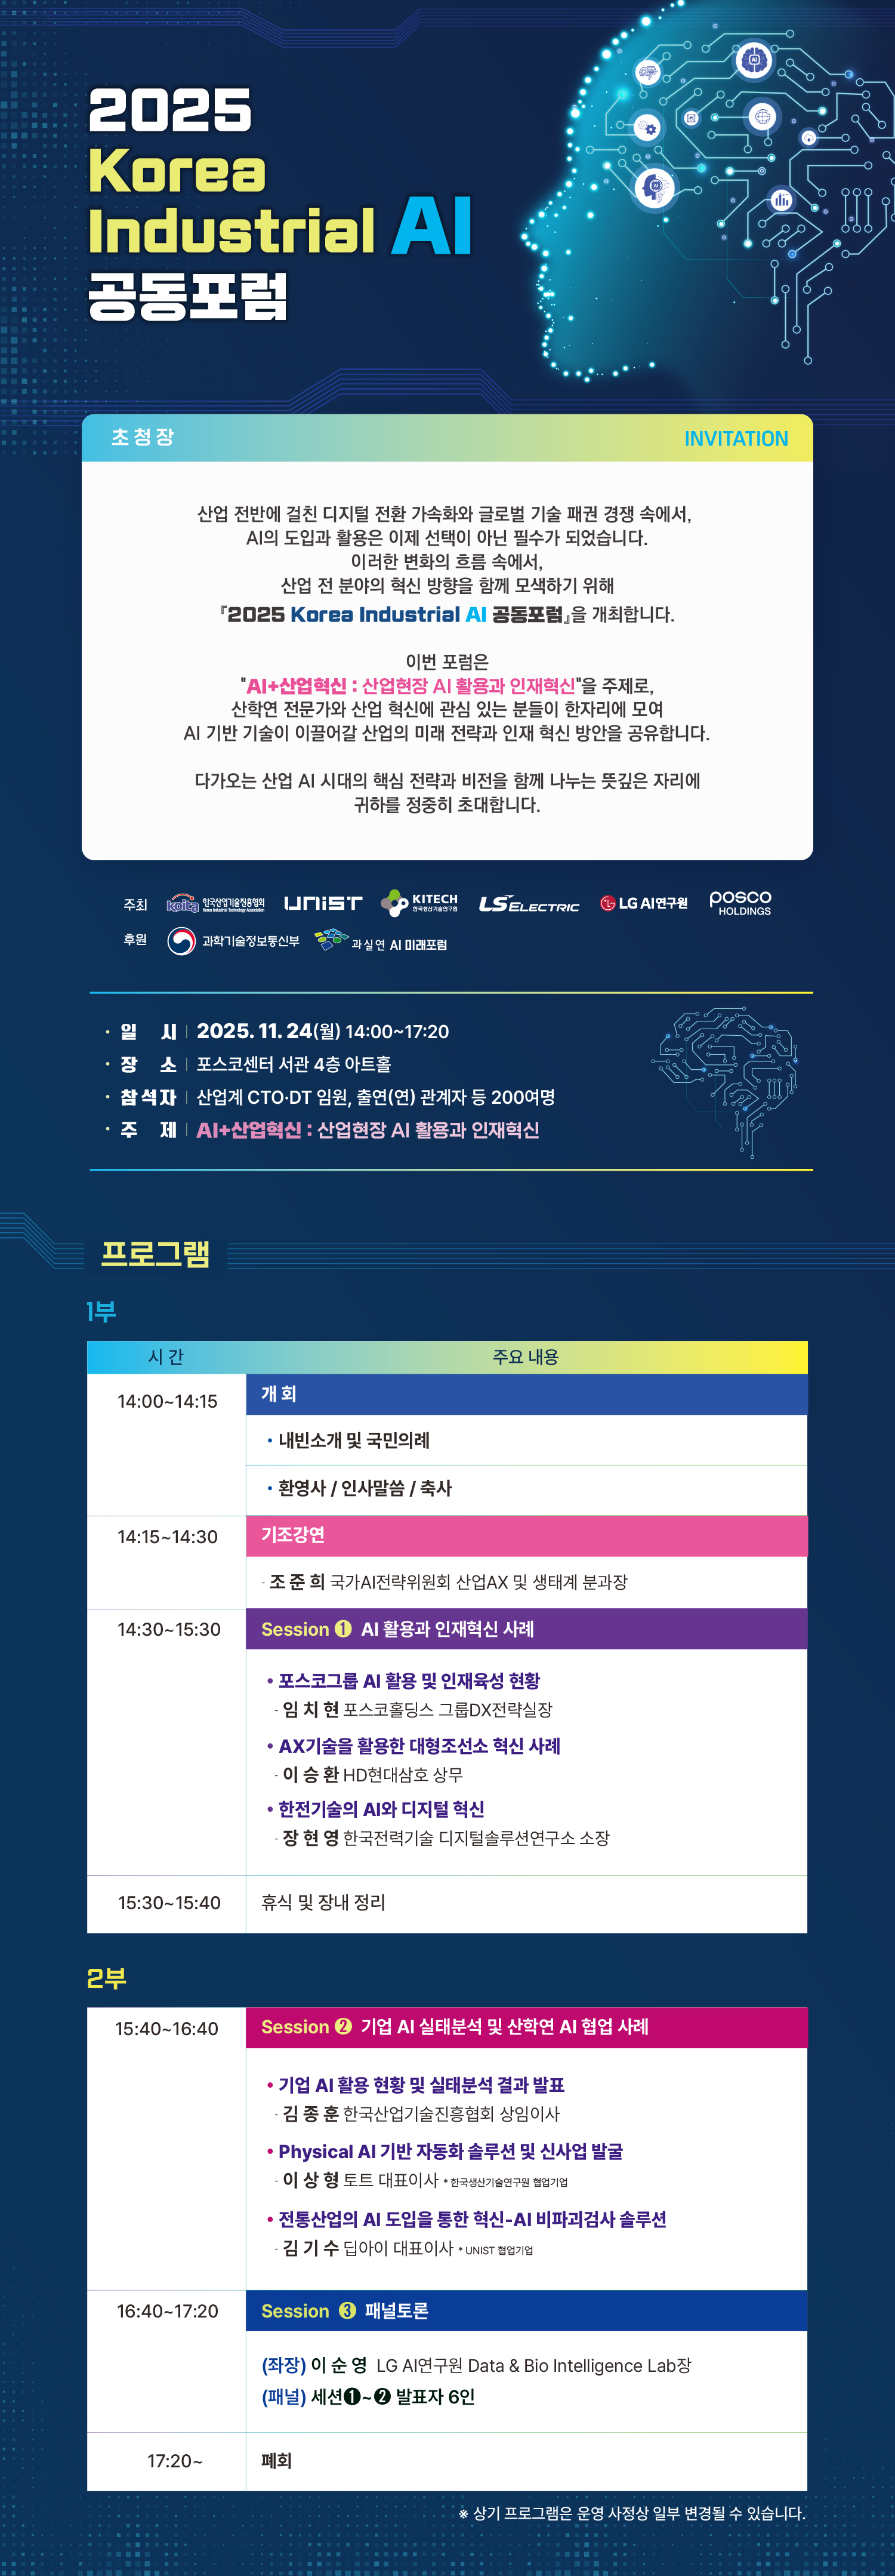 2025
Korea
Industrial AI
공동포럼
초청장
INVITATION
산업 전반에 걸친 디지털 전환 가속화와 글로벌 기술 패권 경쟁 속에서,
AI의 도입과 활용은 이제 선택이 아닌 필수가 되었습니다.
이러한 변화의 흐름 속에서,
산업 전 분야의 혁신 방향을 함께 모색하기 위해
『2025 Korea Industrial AI 공동포럼』을 개최합니다.
이번 포럼은
"AI+산업혁신 : 산업현장 AI 활용과 인재혁신"을 주제로,
산학연 전문가와 산업 혁신에 관심 있는 분들이 한자리에 모여
AI 기반 기술이 이끌어갈 산업의 미래 전략과 인재 혁신 방안을 공유합니다.
다가오는 산업 AI 시대의 핵심 전략과 비전을 함께 나누는 뜻깊은 자리에
귀하를 정중히 초대합니다.
주최 koita 한국산업기술진흥협회 Korea Industrial Technology Association UNIST KITECH 한국생산기술연구원 LS ELECTRIC LG AI연구원 posco HOLDINGS
후원 과학기술정보통신부 과실연 AI 미래포럼
• 일 시 | 2025. 11. 24(월) 14:00~17:20
• 장 소 | 포스코센터 서관 4층 아트홀
• 참석자 | 산업계 CTO·DT 임원, 출연(연) 관계자 등 200여명
• 주 제 | AI+산업혁신 : 산업현장 AI 활용과 인재혁신
프로그램
1부
시 간 주요 내용
14:00~14:15 개 회
• 내빈소개 및 국민의례
• 환영사 / 인사말씀 / 축사
14:15~14:30 기조강연
- 조 준 희 국가AI전략위원회 산업AX 및 생태계 분과장
14:30~15:30 Session ❶ AI 활용과 인재혁신 사례
• 포스코그룹 AI 활용 및 인재육성 현황
- 임 치 현 포스코홀딩스 그룹DX전략실장
• AX기술을 활용한 대형조선소 혁신 사례
- 이 승 환 HD현대삼호 상무
• 한전기술의 AI와 디지털 혁신
- 장 현 영 한국전력기술 디지털솔루션연구소 소장
15:30~15:40 휴식 및 장내 정리
2부
15:40~16:40 Session ❷ 기업 AI 실태분석 및 산학연 AI 협업 사례
• 기업 AI 활용 현황 및 실태분석 결과 발표
- 김 종 훈 한국산업기술진흥협회 상임이사
• Physical AI 기반 자동화 솔루션 및 신사업 발굴
- 이 상 형 토트 대표이사 * 한국생산기술연구원 협업기업
• 전통산업의 AI 도입을 통한 혁신-AI 비파괴검사 솔루션
- 김 기 수 딥아이 대표이사 * UNIST 협업기업
16:40~17:20 Session ❸ 패널토론
(좌장) 이 순 영 LG AI연구원 Data & Bio Intelligence Lab장
(패널) 세션❶~❷ 발표자 6인
17:20~ 폐회
※ 상기 프로그램은 운영 사정상 일부 변경될 수 있습니다.